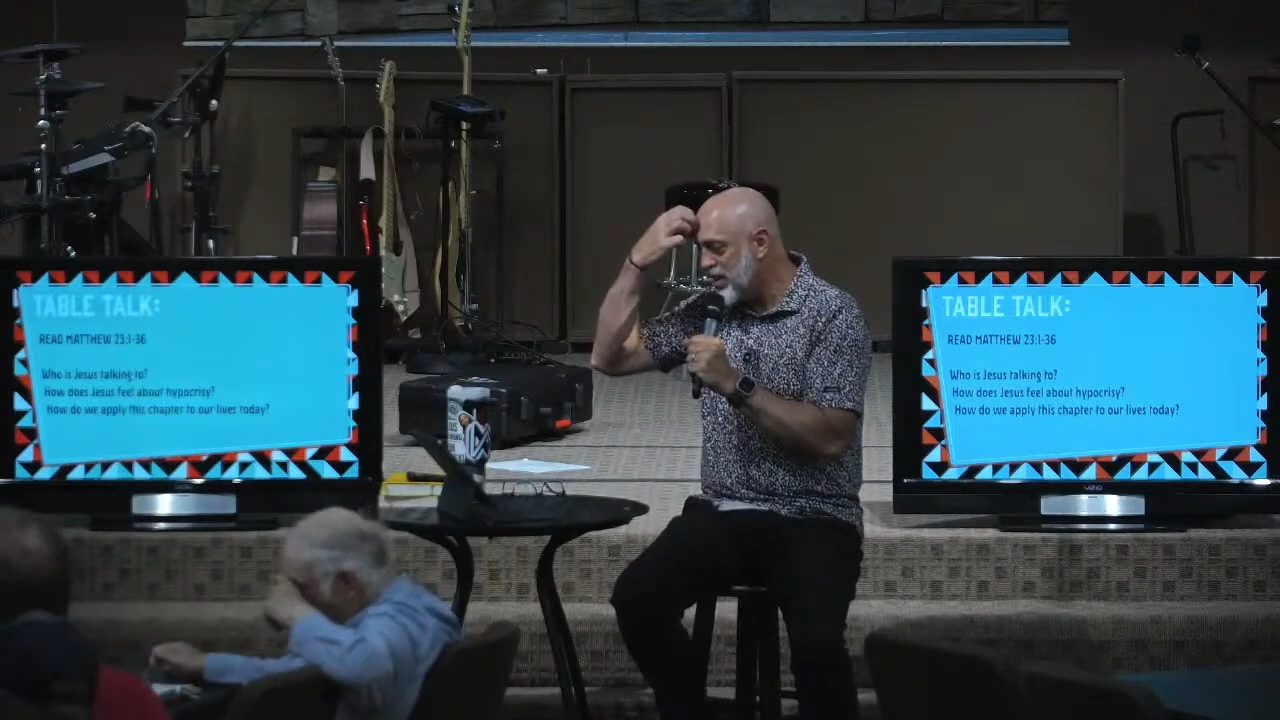 TABLE TALK:
READ MATTHEW 23:1-36
Who is Jesus talking to?
How does Jesus feel about hypocrisy?
How do we apply this chapter to our lives today?
TABLE TALK:
READ MATTHEW 23:1-36
Who is Jesus talking to?
How does Jesus feel about hypocrisy?
How do we apply this chapter to our lives today?
VIZIO